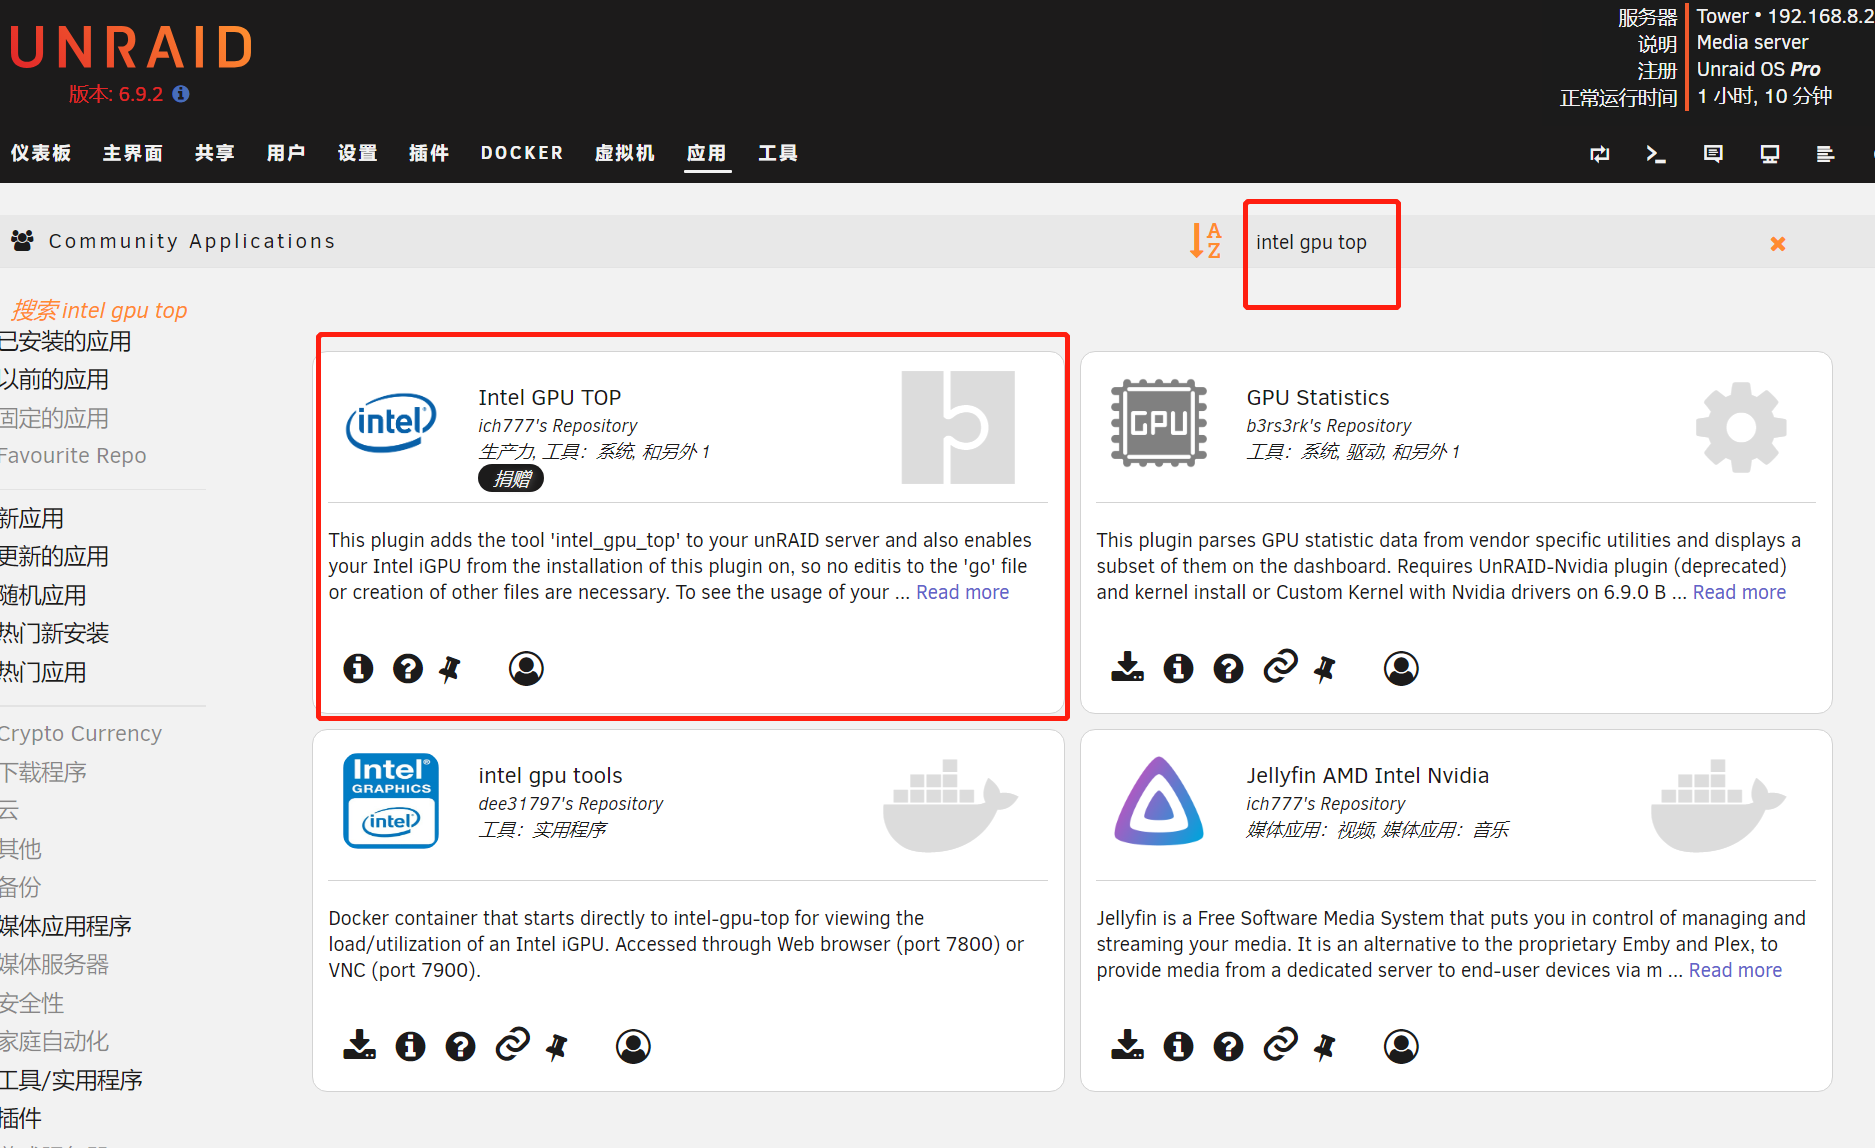 UNRAID
版本: 6.9.2
服务器 Tower • 192.168.8.2
说明 Media server
注册 Unraid OS Pro
正常运行时间 1 小时, 10 分钟
仪表板 主界面 共享 用户 设置 插件 DOCKER 虚拟机 应用 工具
Community Applications
A
Z
intel gpu top
搜索 intel gpu top
已安装的应用
以前的应用
固定的应用
Favourite Repo
新应用
更新的应用
随机应用
热门新安装
热门应用
Crypto Currency
下载程序
云
其他
备份
媒体应用程序
媒体服务器
安全性
家庭自动化
工具/实用程序
插件
intel
Intel GPU TOP
ich777's Repository
生产力, 工具：系统, 和另外 1
捐赠
This plugin adds the tool 'intel_gpu_top' to your unRAID server and also enables
your Intel iGPU from the installation of this plugin on, so no editis to the 'go' file
or creation of other files are necessary. To see the usage of your ... Read more
GPU
GPU Statistics
b3rs3rk's Repository
工具：系统, 驱动, 和另外 1
This plugin parses GPU statistic data from vendor specific utilities and displays a
subset of them on the dashboard. Requires UnRAID-Nvidia plugin (deprecated)
and kernel install or Custom Kernel with Nvidia drivers on 6.9.0 B ... Read more
Intel®
GRAPHICS
intel
intel gpu tools
dee31797's Repository
工具：实用程序
Docker container that starts directly to intel-gpu-top for viewing the
load/utilization of an Intel iGPU. Accessed through Web browser (port 7800) or
VNC (port 7900).
Jellyfin AMD Intel Nvidia
ich777's Repository
媒体应用：视频, 媒体应用：音乐
Jellyfin is a Free Software Media System that puts you in control of managing and
streaming your media. It is an alternative to the proprietary Emby and Plex, to
provide media from a dedicated server to end-user devices via m ... Read more